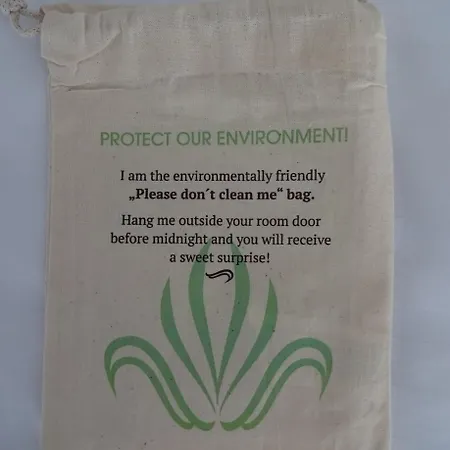 PROTECT OUR ENVIRONMENT!
I am the environmentally friendly
„Please don´t clean me“ bag.
Hang me outside your room door
before midnight and you will receive
a sweet surprise!